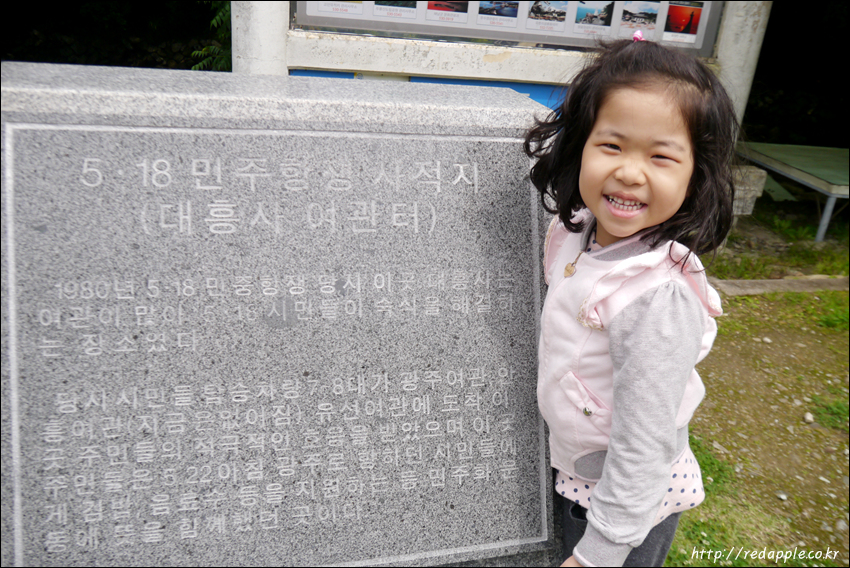 5·18 민주항쟁 사적지
(대흥사 여관터)
1980년 5·18 민중항쟁 당시 이곳 대흥사는
여관이 많아 5·18 시민들이 숙식을 해결하
는 장소였다.
당시 시민들 탑승차량 7·8대가 광주여관, 안
흥여관(지금은 없어짐) 유선여관에 도착, 이
곳 주민들의 적극적인 호응을 받았으며 이
주민들은 5·22아침 광주로 향하던 시민들에
게 김밥, 음료수 등을 지원하는 등 민주화 운
동에 뜻을 함께했던 곳이다.
http://redapple.co.kr